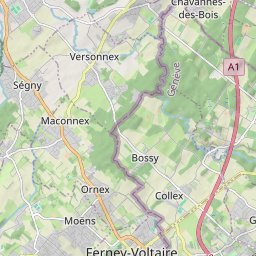 Chavannes-
des-Bois
Versonnex
Genève
A1
Ségny
Maconnex
Bossy
Ornex
Collex
Moëns
Ferney-Voltaire